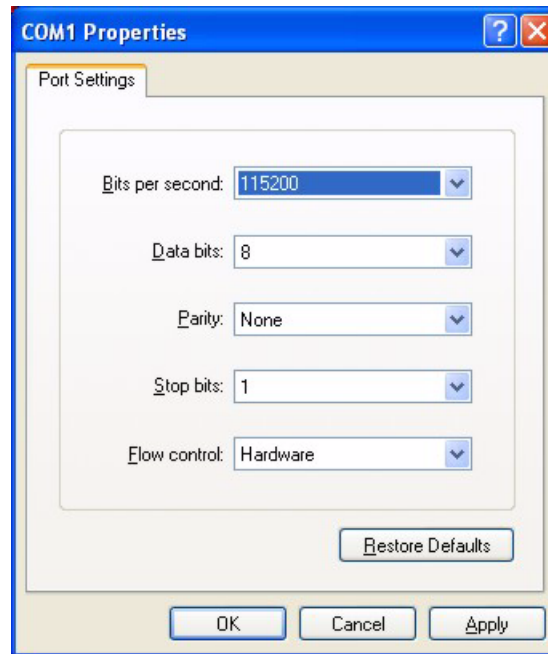 COM1 Properties
Port Settings
Bits per second: 115200
Data bits: 8
Parity: None
Stop bits: 1
Flow control: Hardware
Restore Defaults
OK Cancel Apply